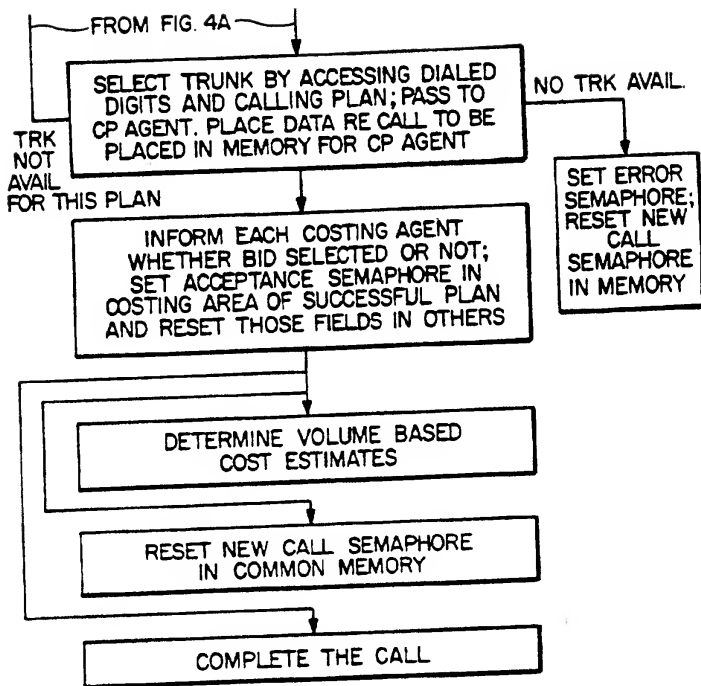 FROM FIG. 4A
SELECT TRUNK BY ACCESSING DIALED
DIGITS AND CALLING PLAN; PASS TO
CP AGENT. PLACE DATA RE CALL TO BE
PLACED IN MEMORY FOR CP AGENT
NO TRK AVAIL.
TRK
NOT
AVAIL
FOR THIS PLAN
SET ERROR
SEMAPHORE;
RESET NEW
CALL
SEMAPHORE
IN MEMORY
INFORM EACH COSTING AGENT
WHETHER BID SELECTED OR NOT;
SET ACCEPTANCE SEMAPHORE IN
COSTING AREA OF SUCCESSFUL PLAN
AND RESET THOSE FIELDS IN OTHERS
DETERMINE VOLUME BASED
COST ESTIMATES
RESET NEW CALL SEMAPHORE
IN COMMON MEMORY
COMPLETE THE CALL